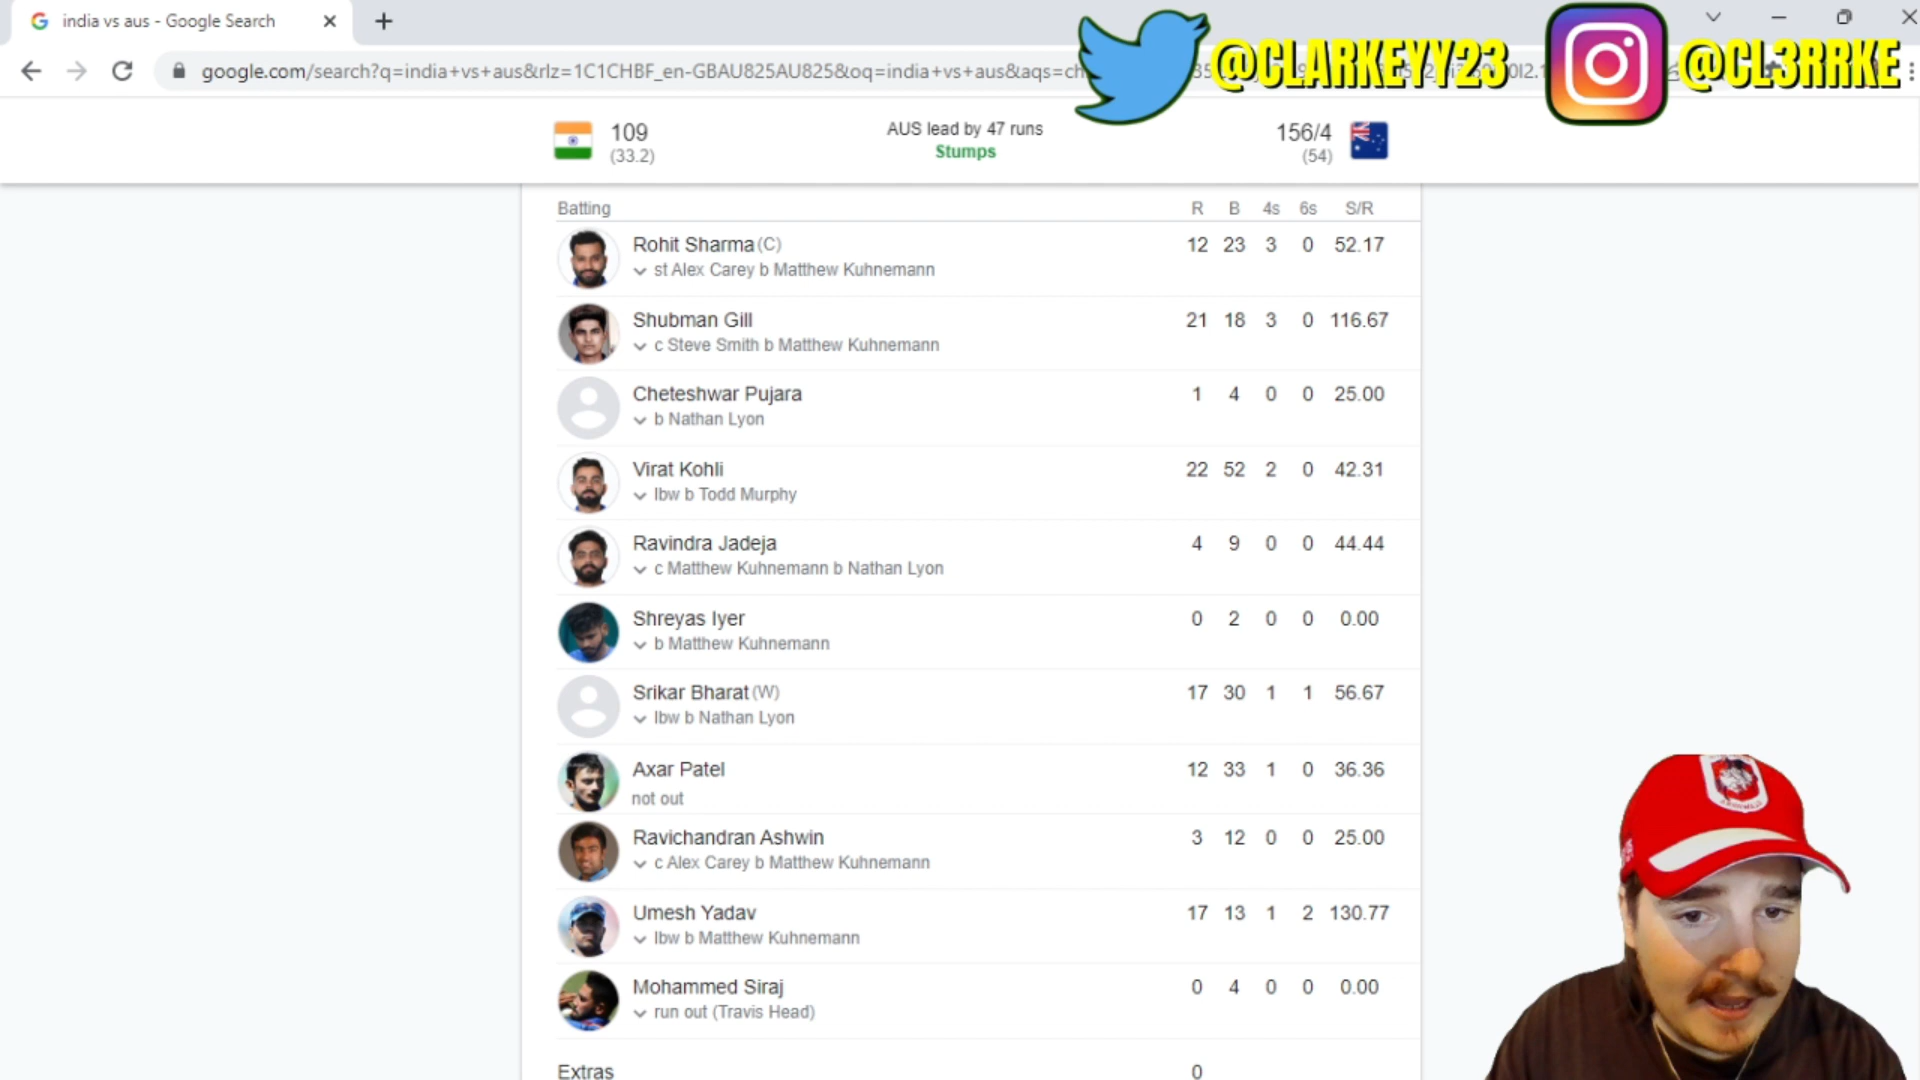 india vs aus - Google Search
google.com/search?q=india+vs+aus&rlz=1C1CHBF_en-GBAU825AU825&oq=india+vs+aus&aqs=ch
@CLARKEYY23
@CL3RRKE
109
(33.2)
AUS lead by 47 runs
Stumps
156/4
(54)
Batting R B 4s 6s S/R
Rohit Sharma (C) 12 23 3 0 52.17
st Alex Carey b Matthew Kuhnemann
Shubman Gill 21 18 3 0 116.67
c Steve Smith b Matthew Kuhnemann
Cheteshwar Pujara 1 4 0 0 25.00
b Nathan Lyon
Virat Kohli 22 52 2 0 42.31
lbw b Todd Murphy
Ravindra Jadeja 4 9 0 0 44.44
c Matthew Kuhnemann b Nathan Lyon
Shreyas Iyer 0 2 0 0 0.00
b Matthew Kuhnemann
Srikar Bharat (W) 17 30 1 1 56.67
lbw b Nathan Lyon
Axar Patel 12 33 1 0 36.36
not out
Ravichandran Ashwin 3 12 0 0 25.00
c Alex Carey b Matthew Kuhnemann
Umesh Yadav 17 13 1 2 130.77
lbw b Matthew Kuhnemann
Mohammed Siraj 0 4 0 0 0.00
run out (Travis Head)
Extras 0